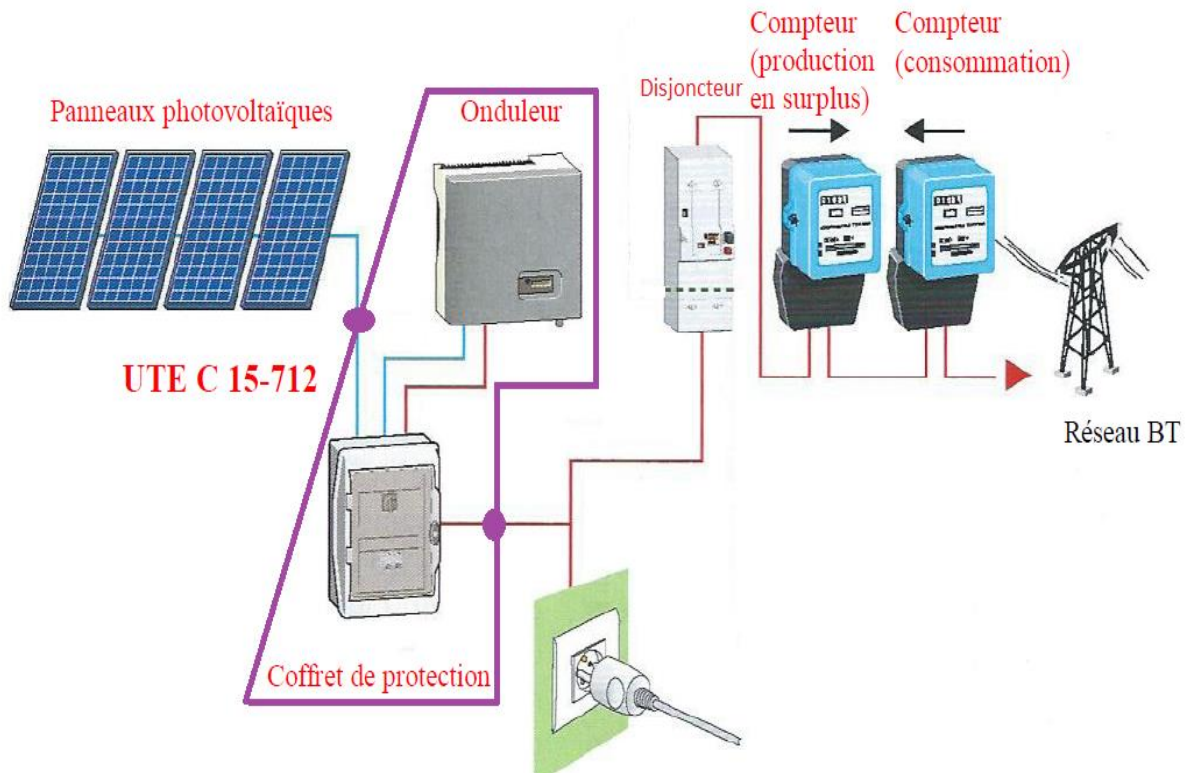 Compteur
(production
en surplus)
Compteur
(consommation)
Disjoncteur
Panneaux photovoltaïques
Onduleur
UTE C 15-712
Réseau BT
Coffret de protection